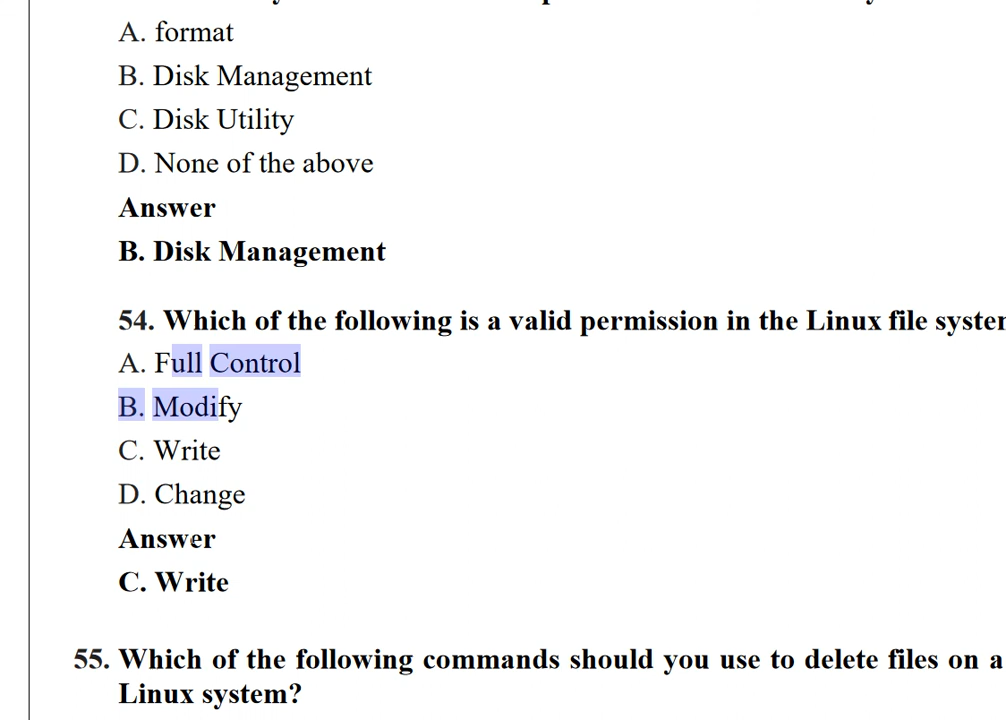 A. format
B. Disk Management
C. Disk Utility
D. None of the above
Answer
B. Disk Management
54. Which of the following is a valid permission in the Linux file
A. Full Control
B. Modify
C. Write
D. Change
Answer
C. Write
55. Which of the following commands should you use to delete files on a
Linux system?